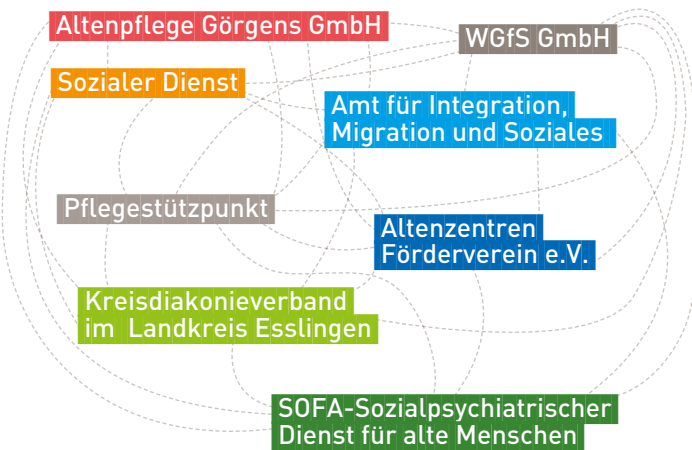 Altenpflege Görgens GmbH
WGfS GmbH
Sozialer Dienst
Amt für Integration,
Migration und Soziales
Pflegestützpunkt
Altenzentren
Förderverein e.V.
Kreisdiakonieverband
im Landkreis Esslingen
SOFA-Sozialpsychiatrischer
Dienst für alte Menschen